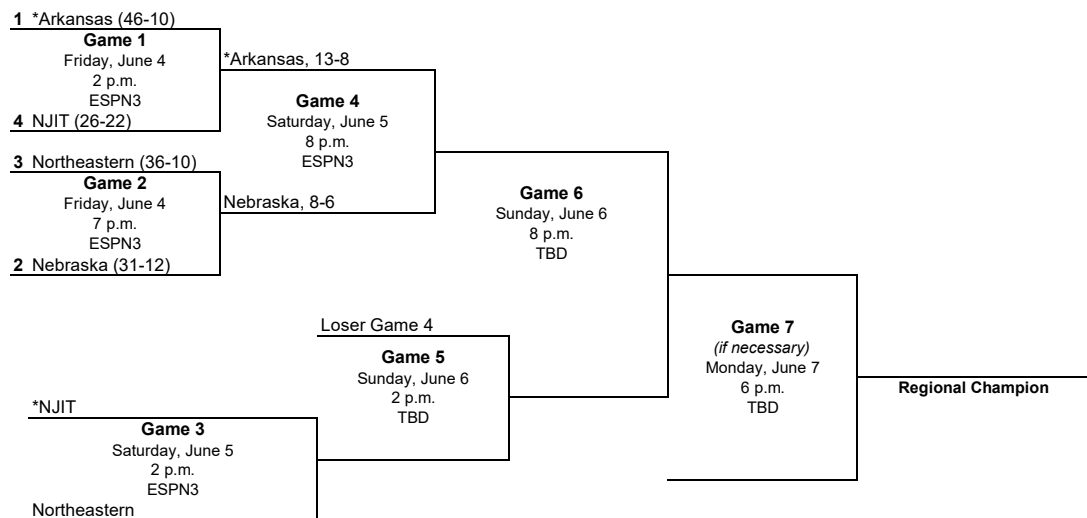 1 *Arkansas (46-10)
Game 1
Friday, June 4
2 p.m.
ESPN3
4 NJIT (26-22)
*Arkansas, 13-8
Game 4
Saturday, June 5
8 p.m.
ESPN3
3 Northeastern (36-10)
Game 2
Friday, June 4
7 p.m.
ESPN3
2 Nebraska (31-12)
Nebraska, 8-6
Game 6
Sunday, June 6
8 p.m.
TBD
Loser Game 4
Game 5
Sunday, June 6
2 p.m.
TBD
*NJIT
Game 3
Saturday, June 5
2 p.m.
ESPN3
Northeastern
Game 7
(if necessary)
Monday, June 7
6 p.m.
TBD
Regional Champion